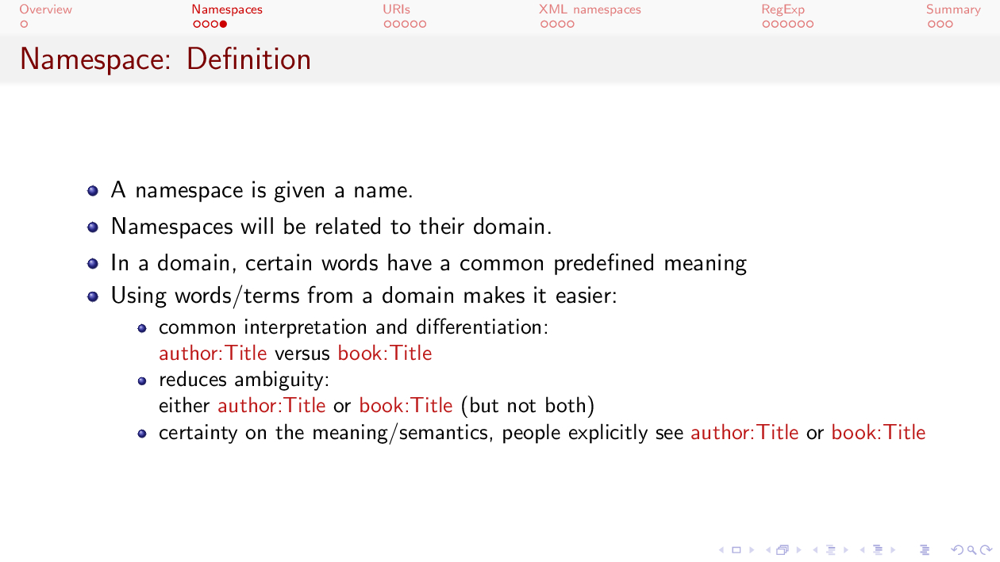 Overview Namespaces URIs XML namespaces RegExp Summary
Namespace: Definition
A namespace is given a name.
Namespaces will be related to their domain.
In a domain, certain words have a common predefined meaning
Using words/terms from a domain makes it easier:
common interpretation and differentiation:
author:Title versus book:Title
reduces ambiguity:
either author:Title or book:Title (but not both)
certainty on the meaning/semantics, people explicitly see author:Title or book:Title